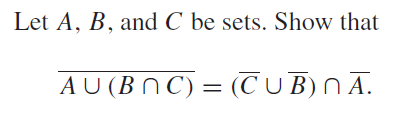 Let A, B, and C be sets. Show that
$\overline{A \cup (B \cap C)} = (\overline{C} \cup \overline{B}) \cap \overline{A}.$